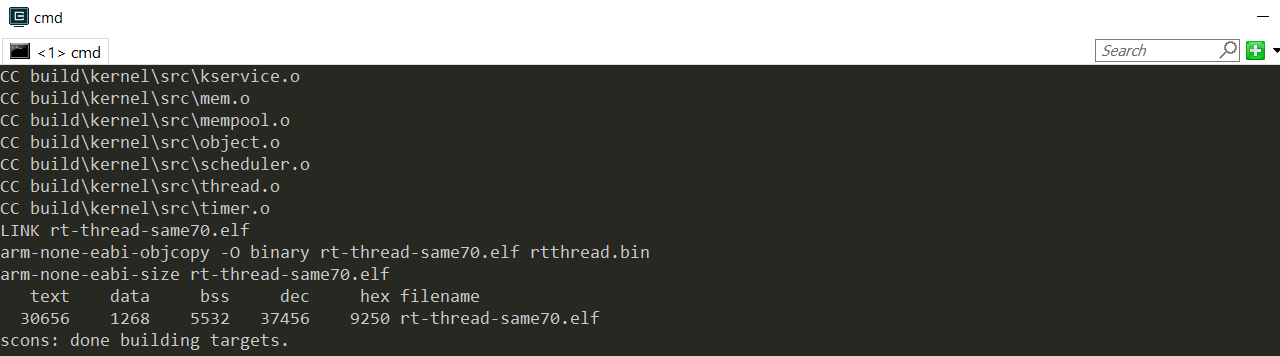 cmd
<1> cmd
Search
CC build\kernel\src\kservice.o
CC build\kernel\src\mem.o
CC build\kernel\src\mempool.o
CC build\kernel\src\object.o
CC build\kernel\src\scheduler.o
CC build\kernel\src\thread.o
CC build\kernel\src\timer.o
LINK rt-thread-same70.elf
arm-none-eabi-objcopy -O binary rt-thread-same70.elf rtthread.bin
arm-none-eabi-size rt-thread-same70.elf
   text    data     bss     dec     hex filename
  30656    1268    5532   37456    9250 rt-thread-same70.elf
scons: done building targets.